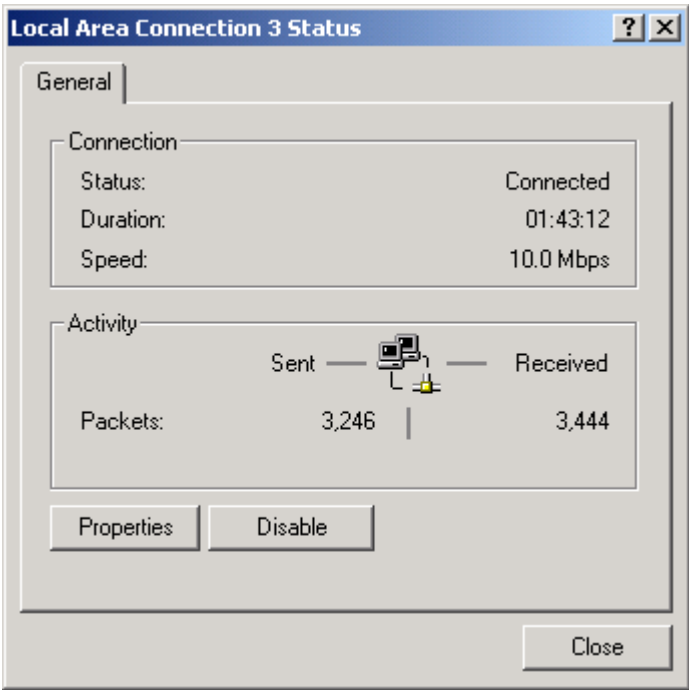 Local Area Connection 3 Status
General
Connection
Status: Connected
Duration: 01:43:12
Speed: 10.0 Mbps
Activity
Sent Received
Packets: 3,246 3,444
Properties Disable
Close